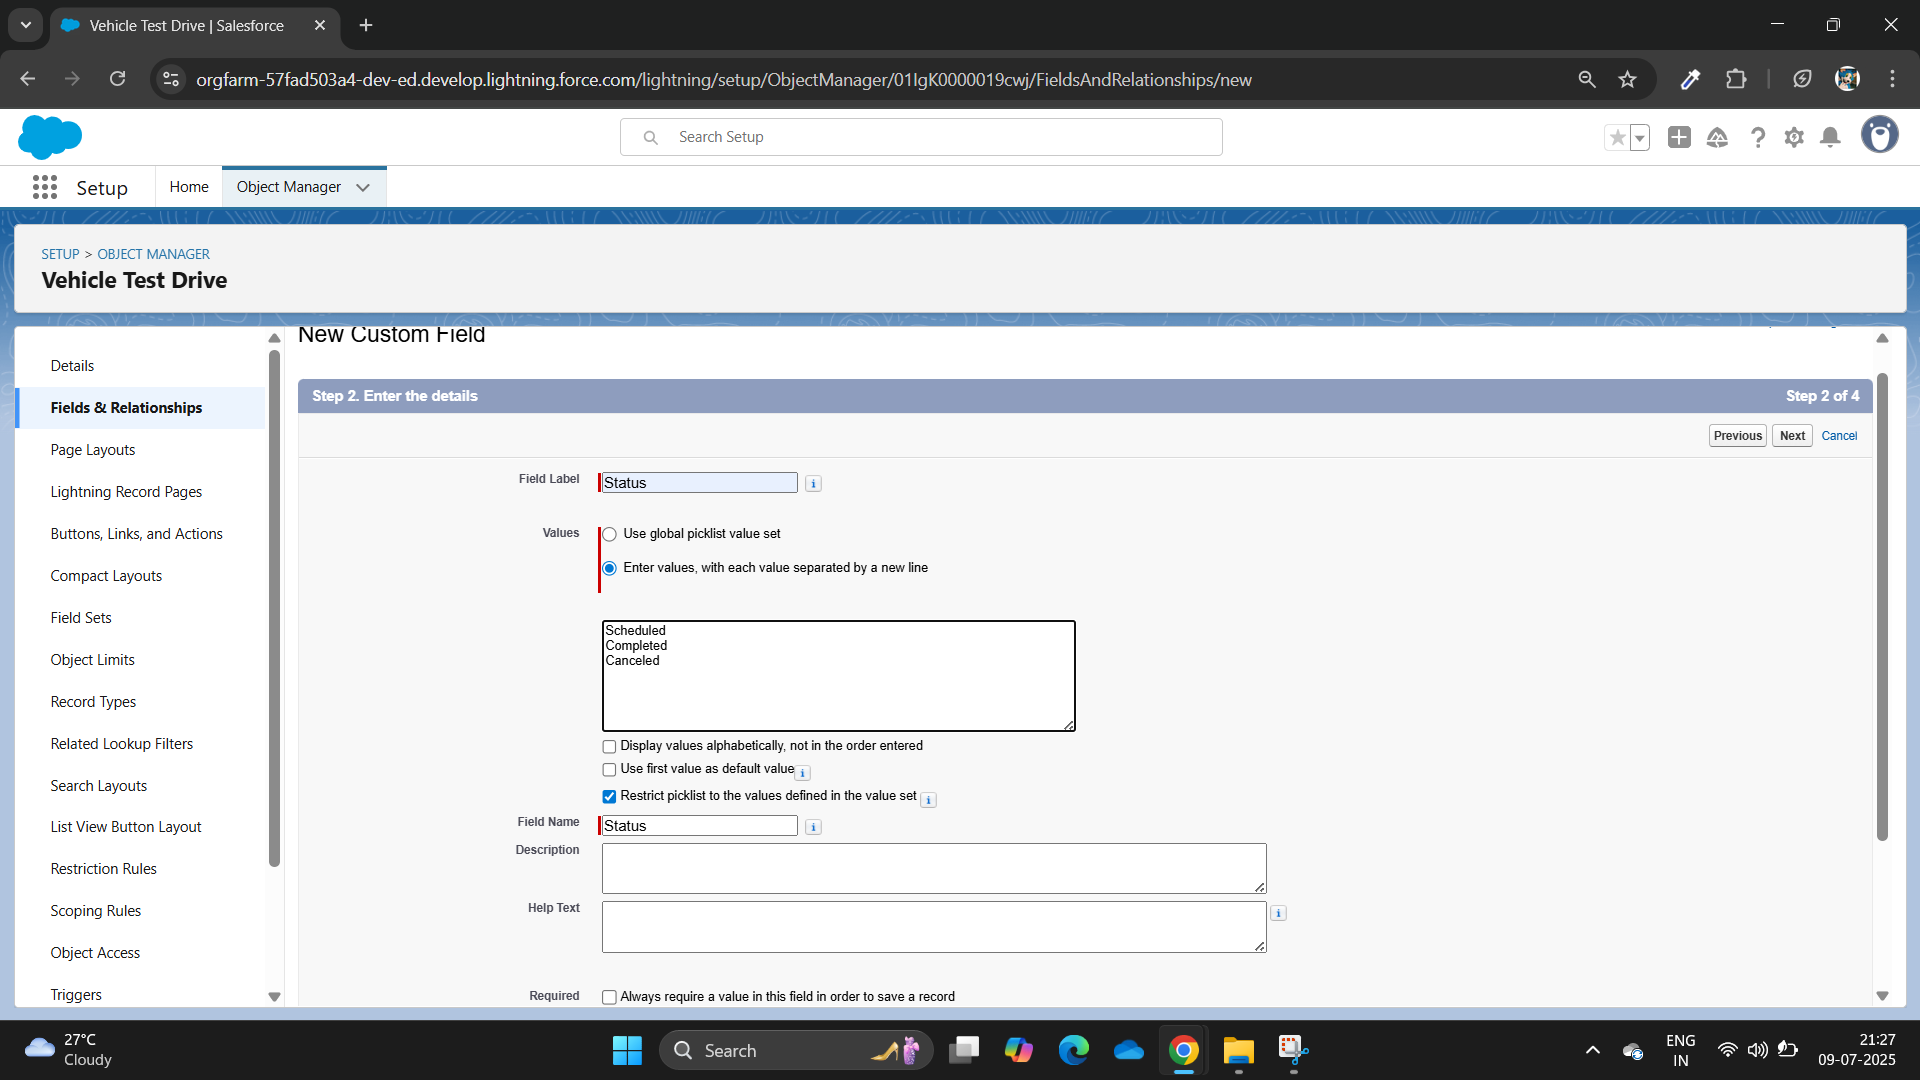 Vehicle Test Drive | Salesforce
orgfarm-57fad503a4-dev-ed.develop.lightning.force.com/lightning/setup/ObjectManager/01IgK0000019cwj/FieldsAndRelationships/new
Search Setup
Setup
Home
Object Manager
SETUP > OBJECT MANAGER
Vehicle Test Drive
Details
Fields & Relationships
Page Layouts
Lightning Record Pages
Buttons, Links, and Actions
Compact Layouts
Field Sets
Object Limits
Record Types
Related Lookup Filters
Search Layouts
List View Button Layout
Restriction Rules
Scoping Rules
Object Access
Triggers
New Custom Field
Step 2. Enter the details
Step 2 of 4
Previous
Next
Cancel
Field Label
Status
Values
Use global picklist value set
Enter values, with each value separated by a new line
Scheduled
Completed
Canceled
Display values alphabetically, not in the order entered
Use first value as default value
Restrict picklist to the values defined in the value set
Field Name
Status
Description
Help Text
Required
Always require a value in this field in order to save a record
27°C
Cloudy
Search
ENG
IN
21:27
09-07-2025